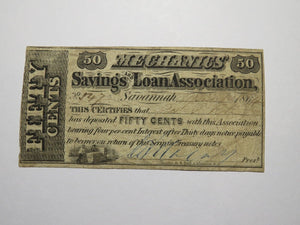 50 MECHANICS' 50
Savings and Loan Association,
Savannah 186
THIS CERTIFIES that
has deposited FIFTY CENTS with this Association
bearing four per cent Interest after Thirty days notice payable
to bearer on return of this Scrip in Treasury notes
Prest
FIFTY
CENTS